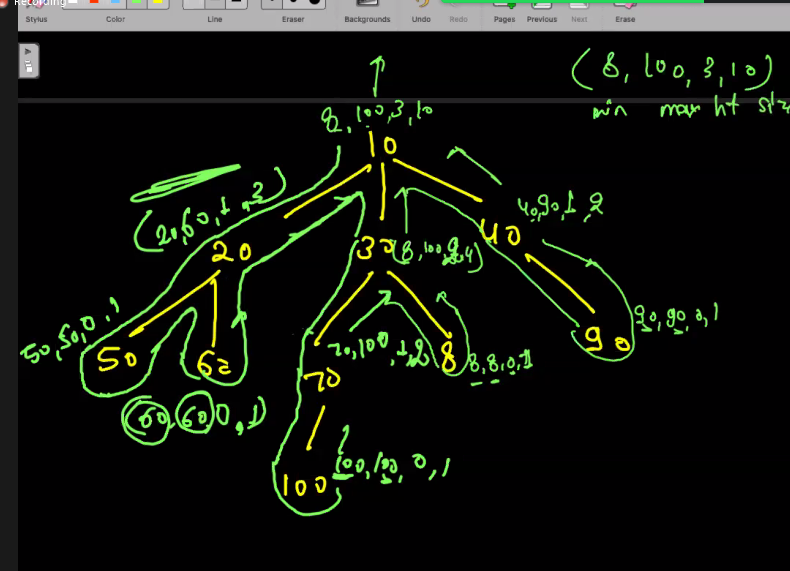 Recording
Stylus Color Line Eraser Backgrounds Undo Redo Pages Previous Next Erase
(8, 100, 3, 10)
min max ht size
8, 100, 3, 10
10
(20, 60, 1, 3)
40, 90, 1, 2
20
30 (8, 100, 2, 4)
40
50, 50, 0, 1
50
60
70, 100, 1, 2
8
8, 8, 0, 1
90
90, 90, 0, 1
70
(60, 60, 0, 1)
100
100, 100, 0, 1